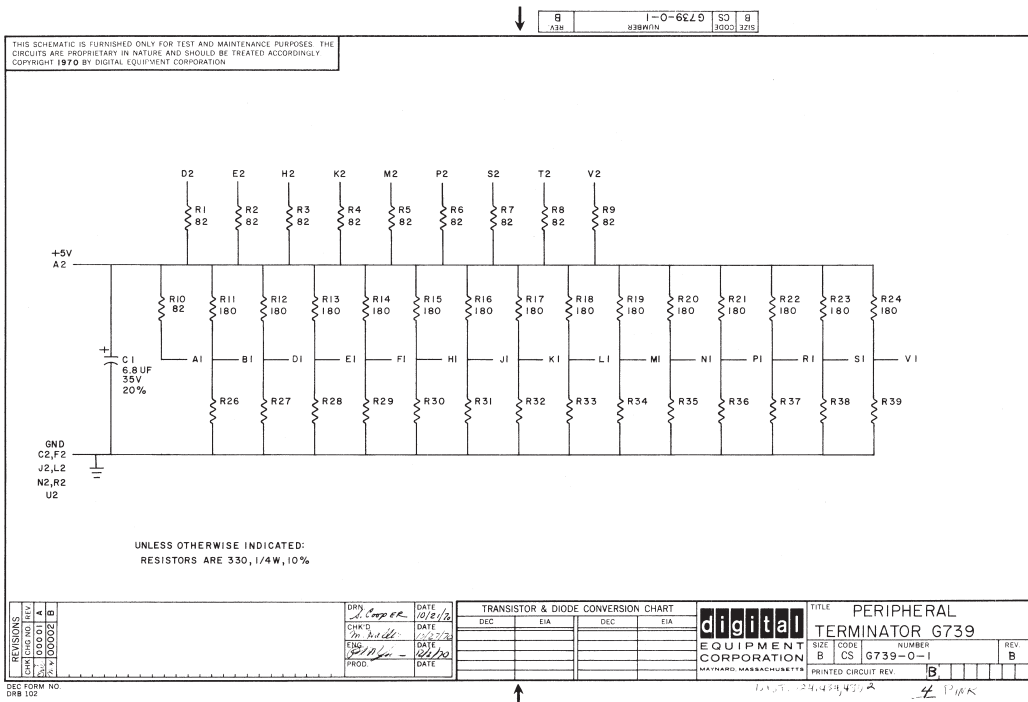 SIZE CODE NUMBER REV.
B CS G739-0-1 B
THIS SCHEMATIC IS FURNISHED ONLY FOR TEST AND MAINTENANCE PURPOSES. THE
CIRCUITS ARE PROPRIETARY IN NATURE AND SHOULD BE TREATED ACCORDINGLY
COPYRIGHT 1970 BY DIGITAL EQUIPMENT CORPORATION
D2 E2 H2 K2 M2 P2 S2 T2 V2
R1 R2 R3 R4 R5 R6 R7 R8 R9
82 82 82 82 82 82 82 82 82
+5V
A2
R10 R11 R12 R13 R14 R15 R16 R17 R18 R19 R20 R21 R22 R23 R24
82 180 180 180 180 180 180 180 180 180 180 180 180 180 180
+
C1
6.8UF
35V
20%
A1 B1 D1 E1 F1 H1 J1 K1 L1 M1 N1 P1 R1 S1 V1
R26 R27 R28 R29 R30 R31 R32 R33 R34 R35 R36 R37 R38 R39
GND
C2,F2
J2,L2
N2,R2
U2
UNLESS OTHERWISE INDICATED:
RESISTORS ARE 330, 1/4W, 10%
REVISIONS
CHK CHG NO. REV.
00001 A
00002 B
DRN. DATE
Cooper 10/21/70
CHK'D DATE
ENG. DATE
PROD. DATE
TRANSISTOR & DIODE CONVERSION CHART
DEC EIA DEC EIA
digital
EQUIPMENT
CORPORATION
MAYNARD, MASSACHUSETTS
TITLE
PERIPHERAL
TERMINATOR G739
SIZE CODE NUMBER REV.
B CS G739-0-1 B
PRINTED CIRCUIT REV. B
DEC FORM NO.
DRB 102
4 PINK